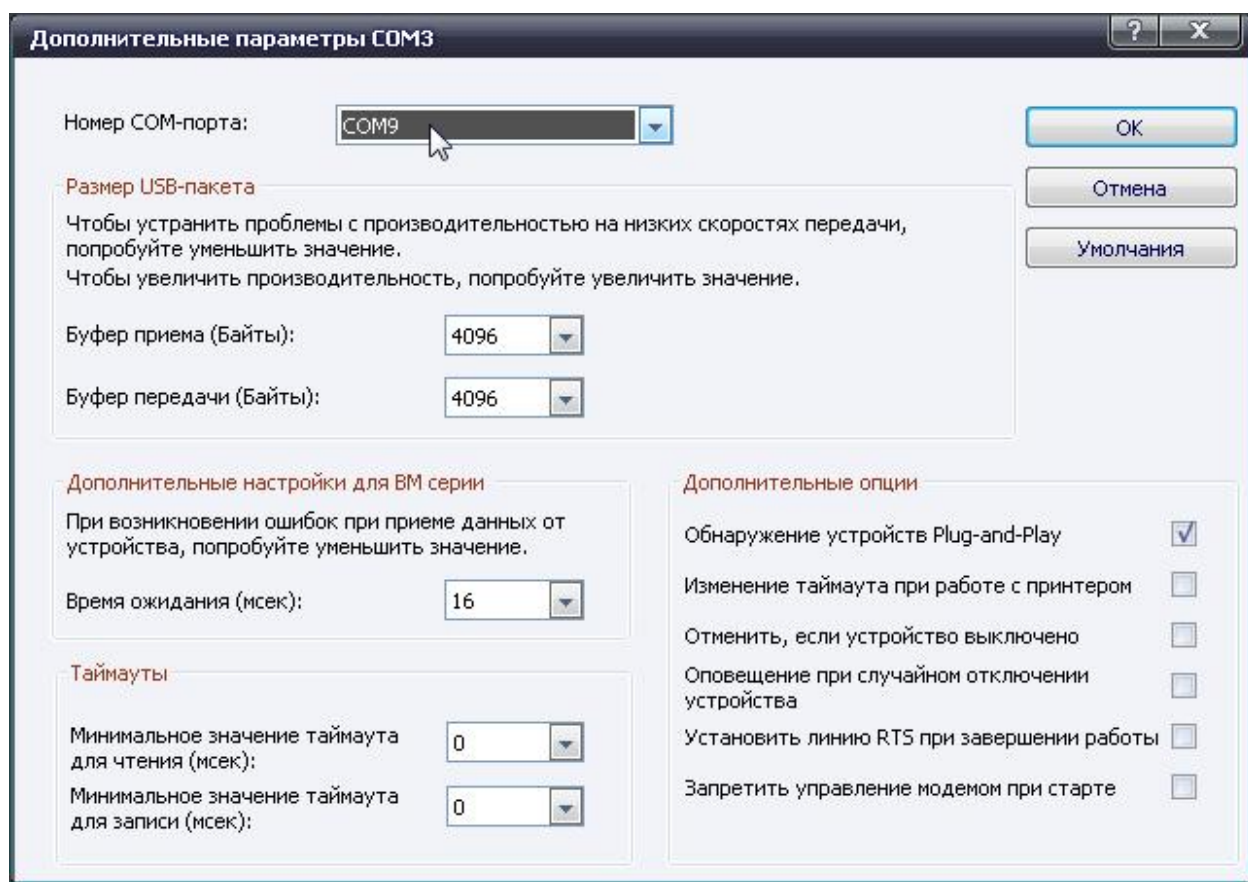 Дополнительные параметры COM3
? X
Номер COM-порта:
COM9
OK
Отмена
Умолчания
Размер USB-пакета
Чтобы устранить проблемы с производительностью на низких скоростях передачи,
попробуйте уменьшить значение.
Чтобы увеличить производительность, попробуйте увеличить значение.
Буфер приема (Байты):
4096
Буфер передачи (Байты):
4096
Дополнительные настройки для BM серии
При возникновении ошибок при приеме данных от
устройства, попробуйте уменьшить значение.
Время ожидания (мсек):
16
Таймауты
Минимальное значение таймаута
для чтения (мсек):
0
Минимальное значение таймаута
для записи (мсек):
0
Дополнительные опции
Обнаружение устройств Plug-and-Play
Изменение таймаута при работе с принтером
Отменить, если устройство выключено
Оповещение при случайном отключении
устройства
Установить линию RTS при завершении работы
Запретить управление модемом при старте